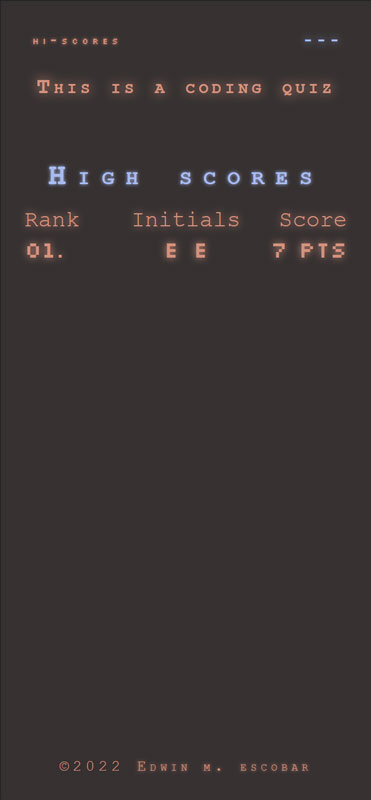 HI-SCORES ---
THIS IS A CODING QUIZ
HIGH SCORES
Rank Initials Score
01. E E 7 PTS
©2022 EDWIN M. ESCOBAR